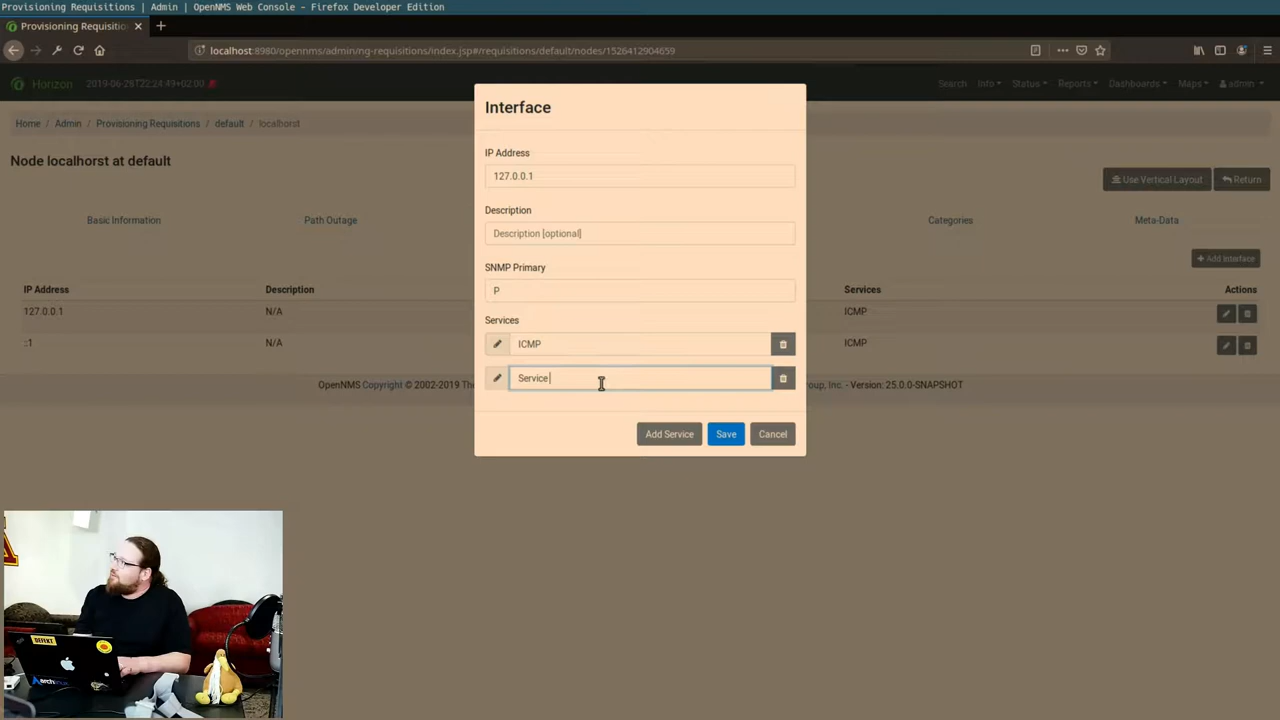 Provisioning Requisitions | Admin | OpenNMS Web Console - Firefox Developer Edition
Provisioning Requisitio
localhost:8980/opennms/admin/ng-requisitions/index.jsp#/requisitions/default/nodes/1526412904659
Horizon 2019-06-28T22:24:49+02:00
Search Info Status Reports Dashboards Maps admin
Home / Admin / Provisioning Requisitions / default / localhorst
Node localhorst at default
Use Vertical Layout Return
Basic Information Path Outage Categories Meta-Data
Add Interface
IP Address Description Services Actions
127.0.0.1 N/A ICMP
::1 N/A ICMP
OpenNMS Copyright © 2002-2019 The Group, Inc. - Version: 25.0.0-SNAPSHOT
Interface
IP Address
127.0.0.1
Description
Description [optional]
SNMP Primary
P
Services
ICMP
Service
Add Service Save Cancel
DEFEKT
archlinux